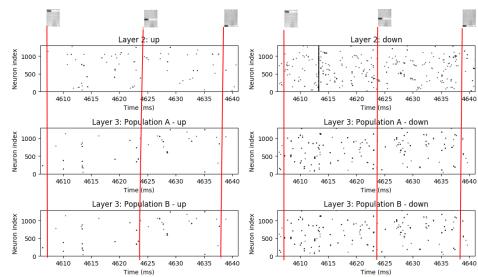 Layer 2: up
Neuron index
1000
500
0
4610 4615 4620 4625 4630 4635 4640
Time (ms)
Layer 2: down
Neuron index
1000
500
0
4610 4615 4620 4625 4630 4635 4640
Time (ms)
Layer 3: Population A - up
Neuron index
1000
500
0
4610 4615 4620 4625 4630 4635 4640
Time (ms)
Layer 3: Population A - down
Neuron index
1000
500
0
4610 4615 4620 4625 4630 4635 4640
Time (ms)
Layer 3: Population B - up
Neuron index
1000
500
0
4610 4615 4620 4625 4630 4635 4640
Time (ms)
Layer 3: Population B - down
Neuron index
1000
500
0
4610 4615 4620 4625 4630 4635 4640
Time (ms)